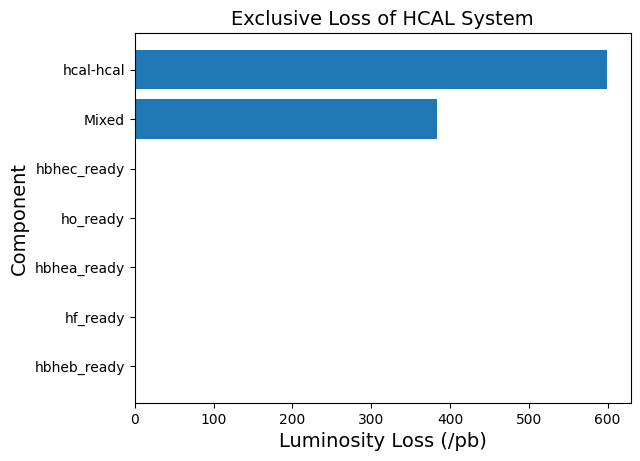 Exclusive Loss of HCAL System
Component
hcal-hcal
Mixed
hbhec_ready
ho_ready
hbhea_ready
hf_ready
hbheb_ready
0 100 200 300 400 500 600
Luminosity Loss (/pb)